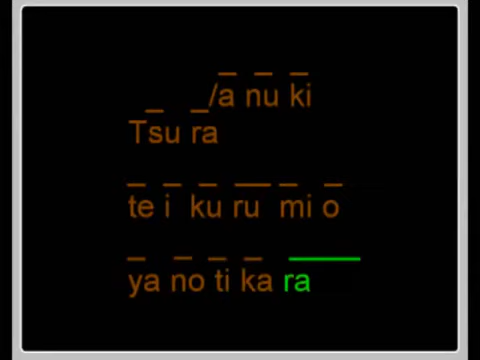 /a nu ki
Tsu ra
te i ku ru mi o
ya no ti ka ra